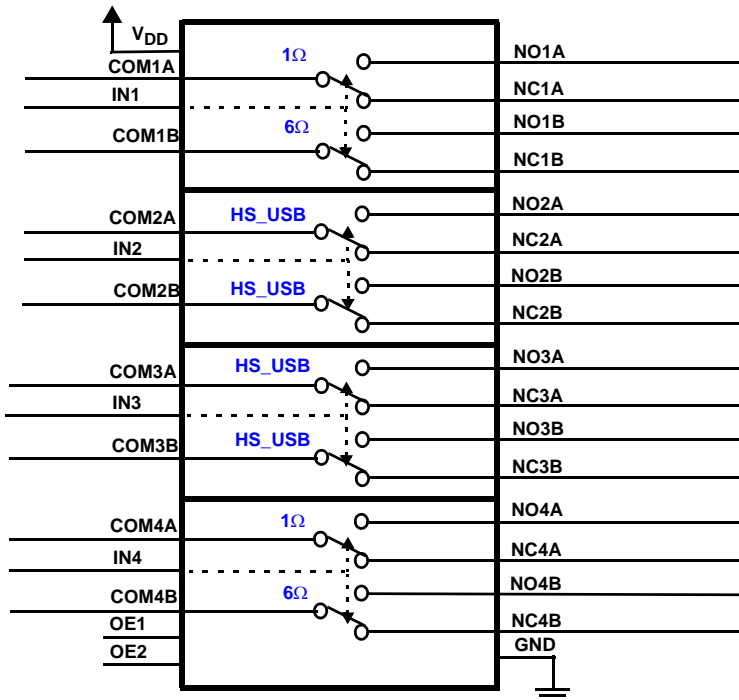 VDD
COM1A
IN1
COM1B
1Ω
6Ω
NO1A
NC1A
NO1B
NC1B
COM2A
IN2
COM2B
HS_USB
HS_USB
NO2A
NC2A
NO2B
NC2B
COM3A
IN3
COM3B
HS_USB
HS_USB
NO3A
NC3A
NO3B
NC3B
COM4A
IN4
COM4B
OE1
OE2
1Ω
6Ω
NO4A
NC4A
NO4B
NC4B
GND